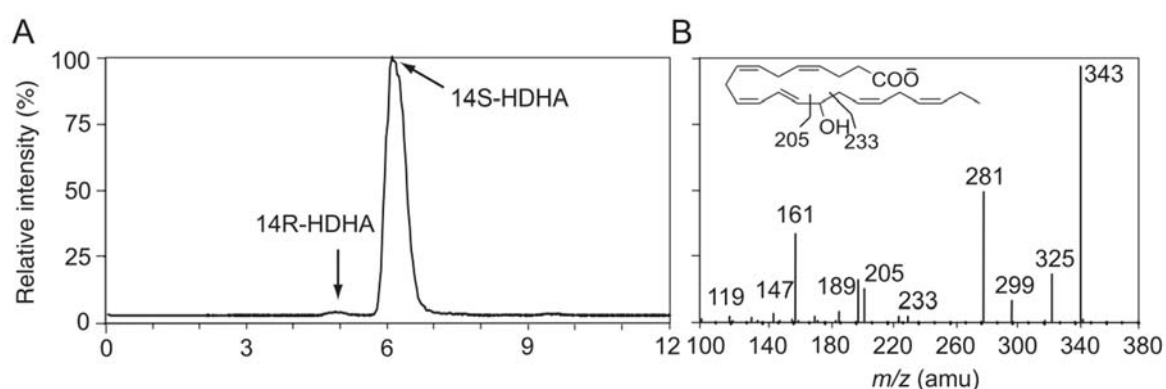 A
Relative intensity (%)
100
75
50
25
0
14S-HDHA
14R-HDHA
0 3 6 9 12
B
COO̅
OH
205 233
343
281
161
325
205
189
147
119
233
299
100 140 180 220 260 300 340 380
m/z (amu)